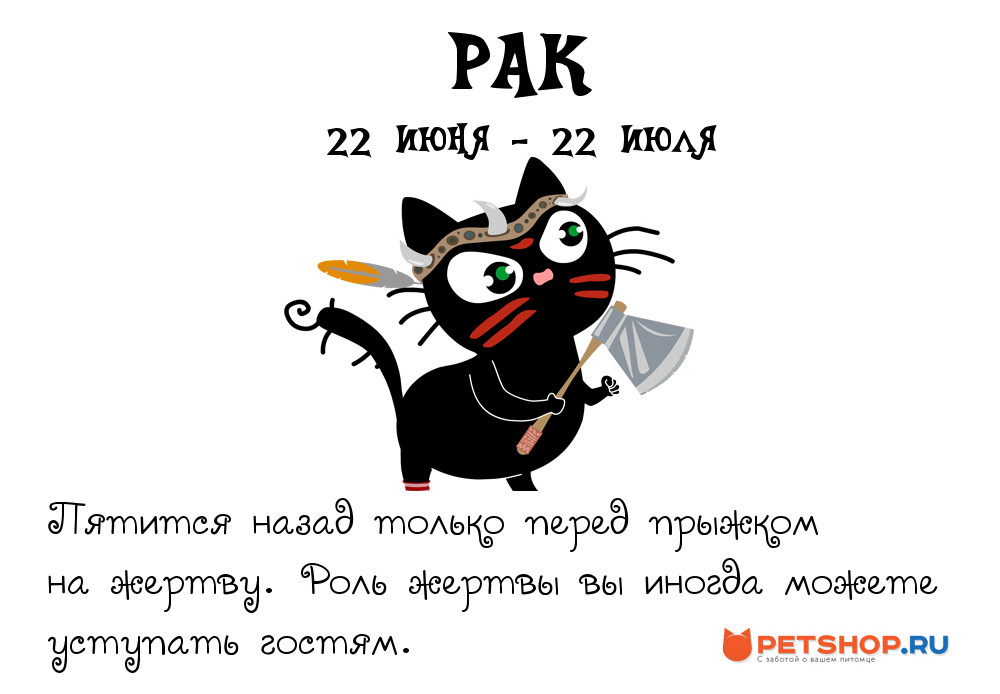 РАК
22 ИЮНЯ - 22 ИЮЛЯ
Пятится назад только перед прыжком
на жертву. Роль жертвы вы иногда можете
уступать гостям.
PETSHOP.RU
С заботой о вашем питомце